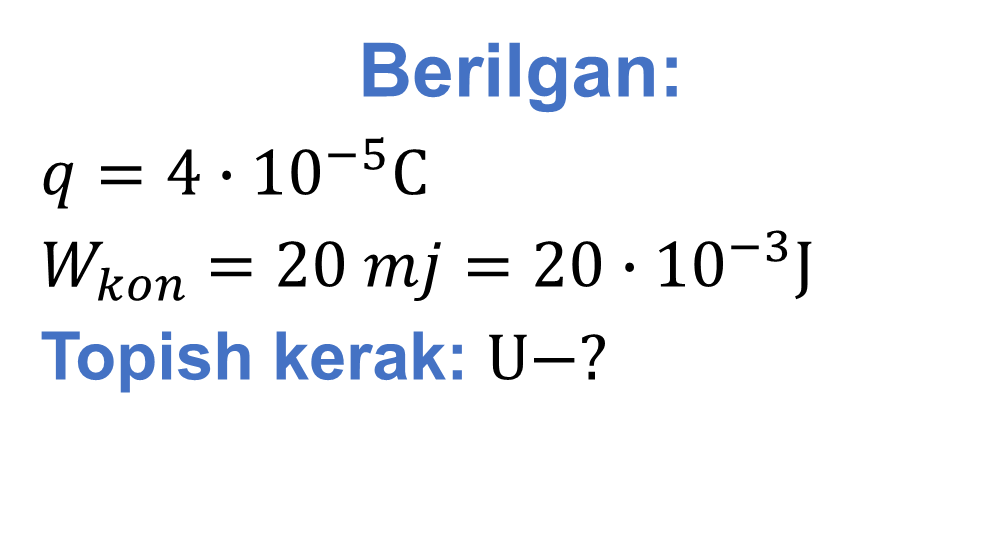 Berilgan:
q = 4 · 10⁻⁵C
W_kon = 20 mj = 20 · 10⁻³J
Topish kerak: U−?